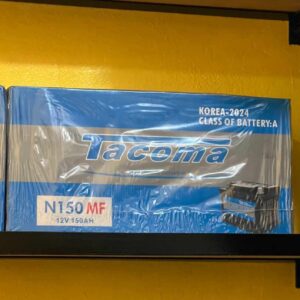 KOREA-2024
CLASS OF BATTERY:A
Tacoma
N150 MF
12V 150AH